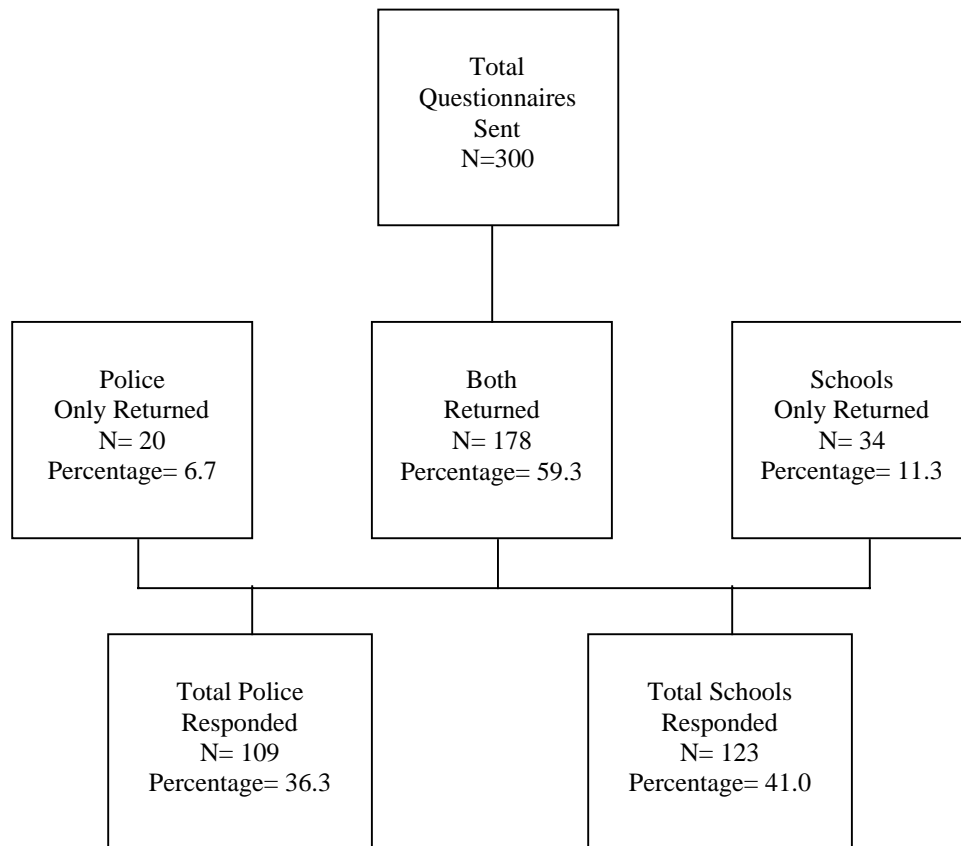 Total
Questionnaires
Sent
N=300
Police
Only Returned
N= 20
Percentage= 6.7
Both
Returned
N= 178
Percentage= 59.3
Schools
Only Returned
N= 34
Percentage= 11.3
Total Police
Responded
N= 109
Percentage= 36.3
Total Schools
Responded
N= 123
Percentage= 41.0